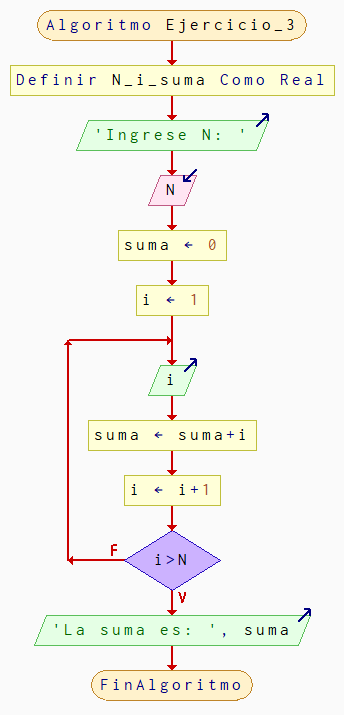 Algoritmo Ejercicio_3
Definir N_i_suma Como Real
'Ingrese N: '
N
suma ← 0
i ← 1
i
suma ← suma+i
i ← i+1
F
i>N
V
'La suma es: ', suma
FinAlgoritmo